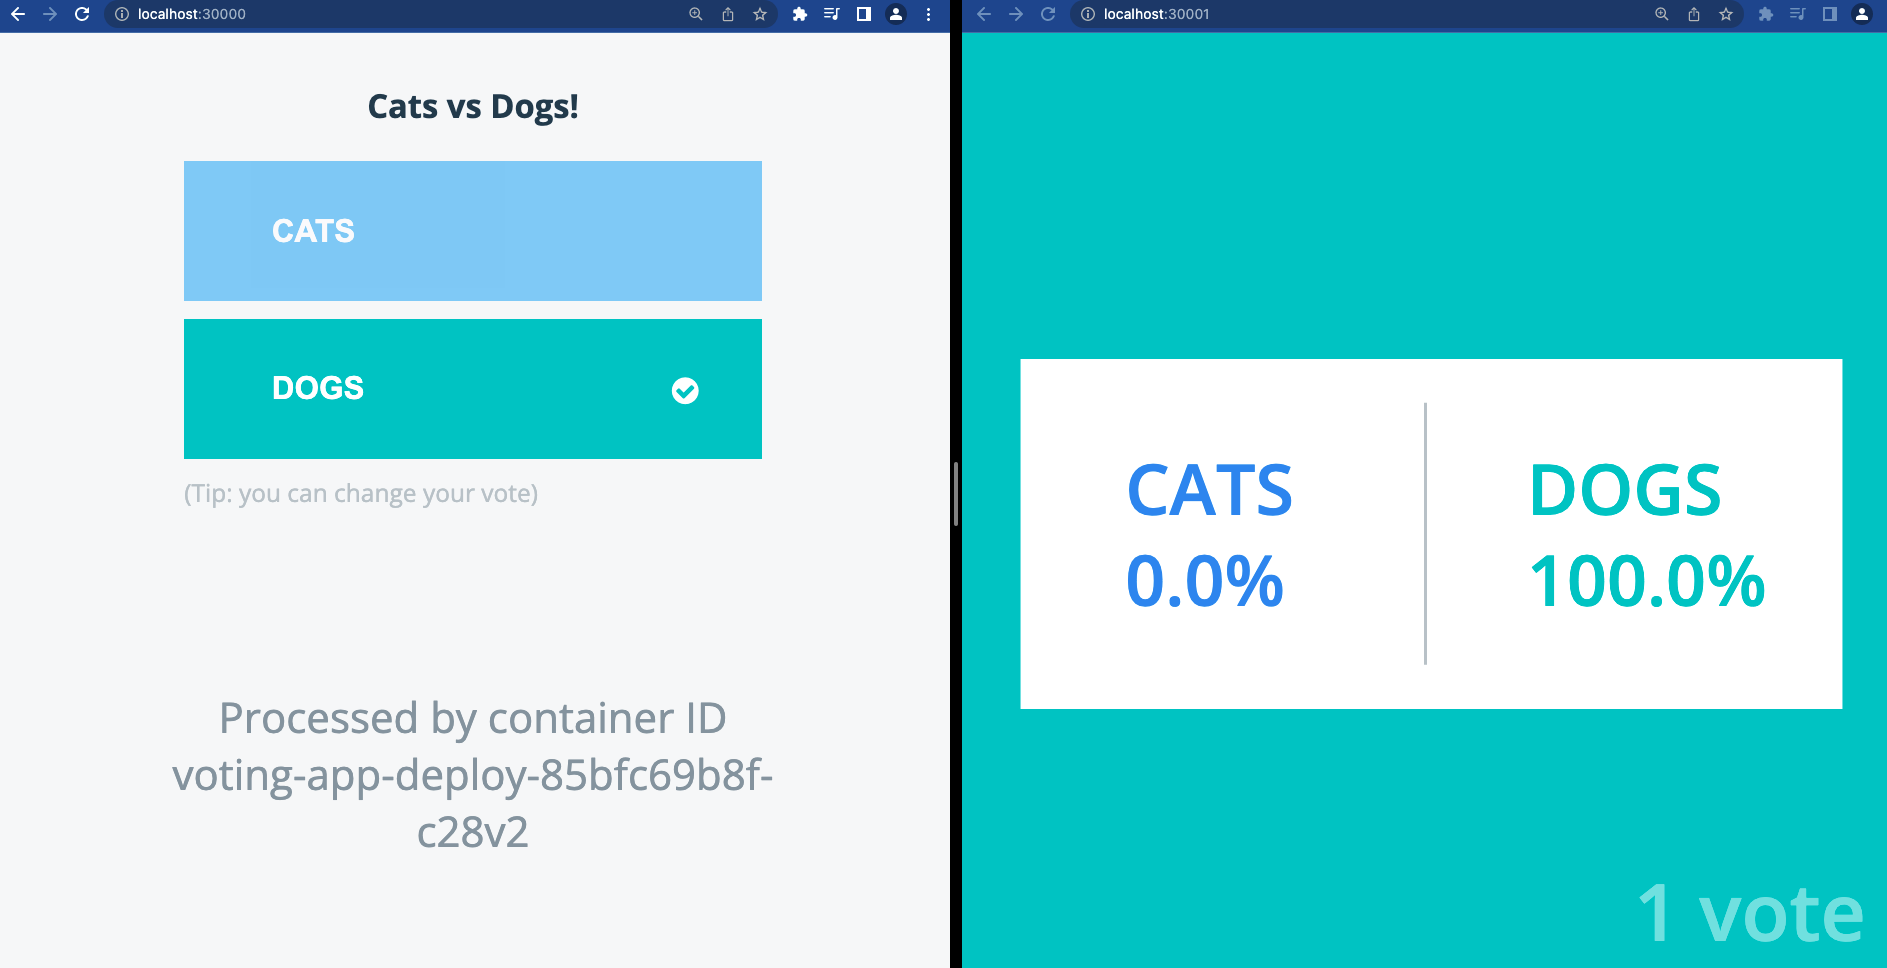 localhost:30000
Cats vs Dogs!
CATS
DOGS
(Tip: you can change your vote)
Processed by container ID
voting-app-deploy-85bfc69b8f-
c28v2
localhost:30001
CATS
0.0%
DOGS
100.0%
1 vote